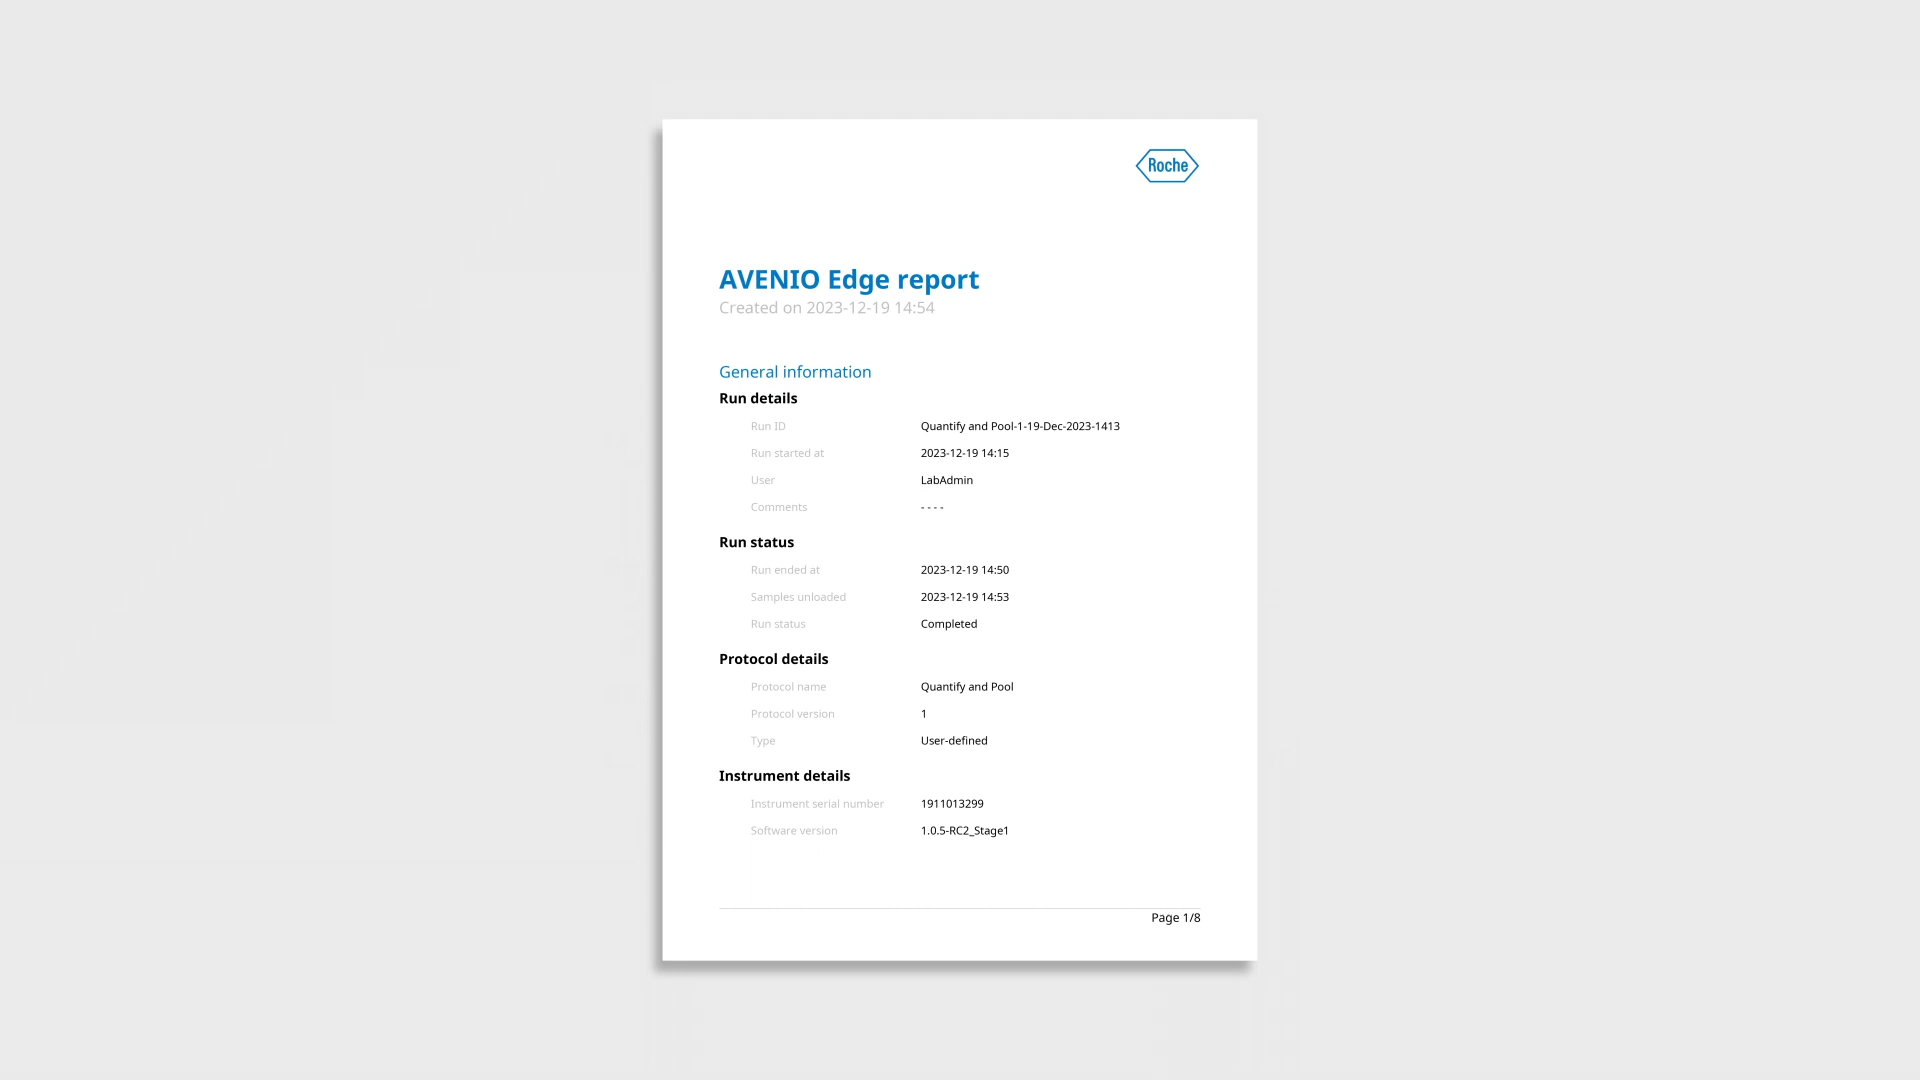 Roche
AVENIO Edge report
Created on 2023-12-19 14:54
General information
Run details
Run ID Quantify and Pool-1-19-Dec-2023-1413
Run started at 2023-12-19 14:15
User LabAdmin
Comments - - - -
Run status
Run ended at 2023-12-19 14:50
Samples unloaded 2023-12-19 14:53
Run status Completed
Protocol details
Protocol name Quantify and Pool
Protocol version 1
Type User-defined
Instrument details
Instrument serial number 1911013299
Software version 1.0.5-RC2_Stage1
Page 1/8